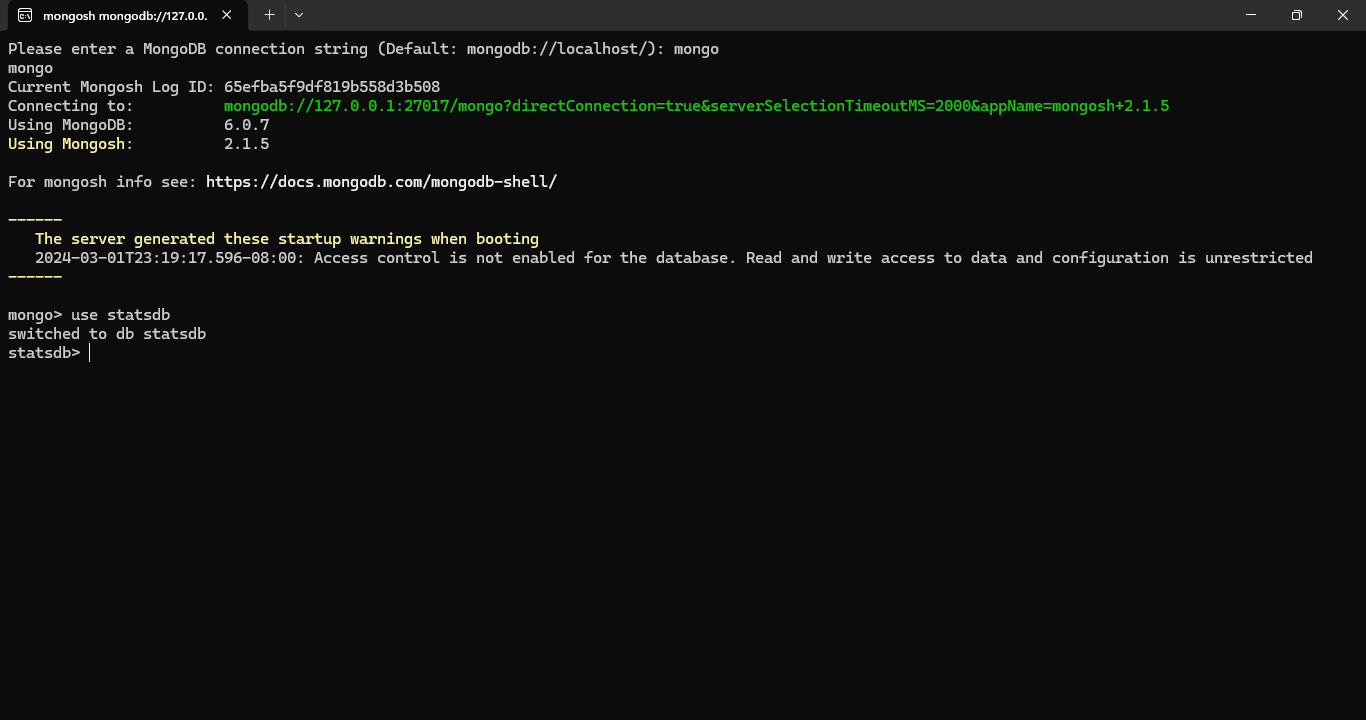 mongosh mongodb://127.0.0.
Please enter a MongoDB connection string (Default: mongodb://localhost/): mongo
mongo
Current Mongosh Log ID: 65efba5f9df819b558d3b508
Connecting to: mongodb://127.0.0.1:27017/mongo?directConnection=true&serverSelectionTimeoutMS=2000&appName=mongosh+2.1.5
Using MongoDB: 6.0.7
Using Mongosh: 2.1.5
For mongosh info see: https://docs.mongodb.com/mongodb-shell/
------
The server generated these startup warnings when booting
2024-03-01T23:19:17.596-08:00: Access control is not enabled for the database. Read and write access to data and configuration is unrestricted
------
mongo> use statsdb
switched to db statsdb
statsdb>